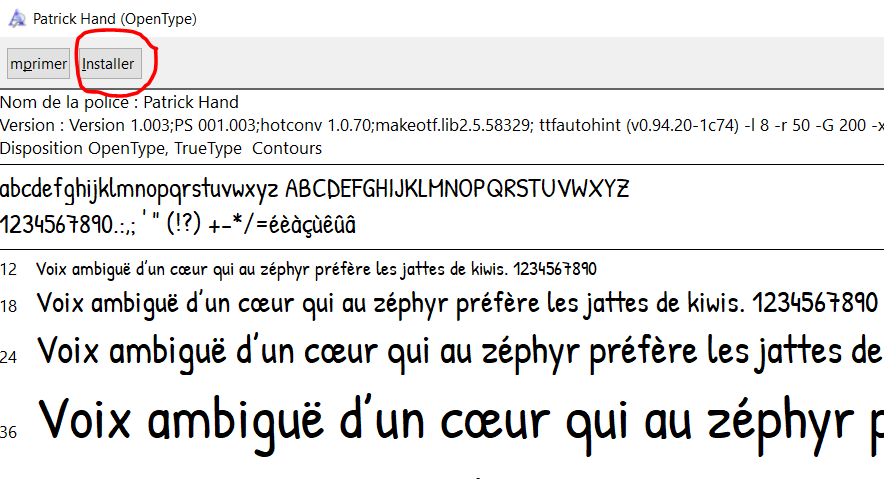 Patrick Hand (OpenType)
mprimer Installer
Nom de la police : Patrick Hand
Version : Version 1.003;PS 001.003;hotconv 1.0.70;makeotf.lib2.5.58329; ttfautohint (v0.94.20-1c74) -l 8 -r 50 -G 200 -x
Disposition OpenType, TrueType Contours
abcdefghijklmnopqrstuvwxyz ABCDEFGHIJKLMNOPQRSTUVWXYZ
1234567890.:,; ' " (!?) +-*/=éèàçùêûâ
12 Voix ambiguë d'un cœur qui au zéphyr préfère les jattes de kiwis. 1234567890
18 Voix ambiguë d'un cœur qui au zéphyr préfère les jattes de kiwis. 1234567890
24 Voix ambiguë d'un cœur qui au zéphyr préfère les jattes de
36 Voix ambiguë d'un cœur qui au zéphyr p